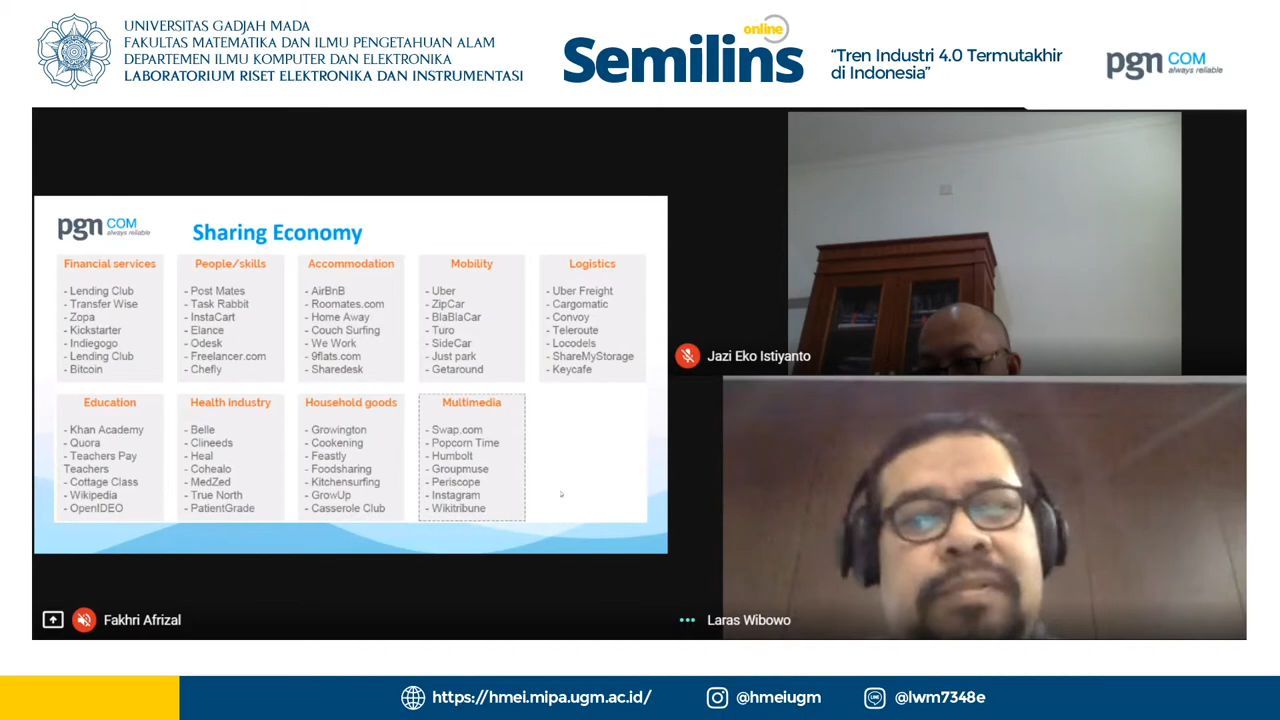 UNIVERSITAS GADJAH MADA
FAKULTAS MATEMATIKA DAN ILMU PENGETAHUAN ALAM
DEPARTEMEN ILMU KOMPUTER DAN ELEKTRONIKA
LABORATORIUM RISET ELEKTRONIKA DAN INSTRUMENTASI
online
Semilins
“Tren Industri 4.0 Termutakhir
di Indonesia”
pgn COM
always reliable
pgn COM
always reliable
Sharing Economy
Financial services
- Lending Club
- Transfer Wise
- Zopa
- Kickstarter
- Indiegogo
- Lending Club
- Bitcoin
People/skills
- Post Mates
- Task Rabbit
- InstaCart
- Elance
- Odesk
- Freelancer.com
- Chefly
Accommodation
- AirBnB
- Roomates.com
- Home Away
- Couch Surfing
- We Work
- 9flats.com
- Sharedesk
Mobility
- Uber
- ZipCar
- BlaBlaCar
- Turo
- SideCar
- Just park
- Getaround
Logistics
- Uber Freight
- Cargomatic
- Convoy
- Teleroute
- Locodels
- ShareMyStorage
- Keycafe
Education
- Khan Academy
- Quora
- Teachers Pay
Teachers
- Cottage Class
- Wikipedia
- OpenIDEO
Health industry
- Belle
- Clineeds
- Heal
- Cohealo
- MedZed
- True North
- PatientGrade
Household goods
- Growington
- Cookening
- Feastly
- Foodsharing
- Kitchensurfing
- GrowUp
- Casserole Club
Multimedia
- Swap.com
- Popcorn Time
- Humbolt
- Groupmuse
- Periscope
- Instagram
- Wikitribune
Jazi Eko Istiyanto
Fakhri Afrizal
Laras Wibowo
https://hmei.mipa.ugm.ac.id/
@hmeiugm
@lwm7348e